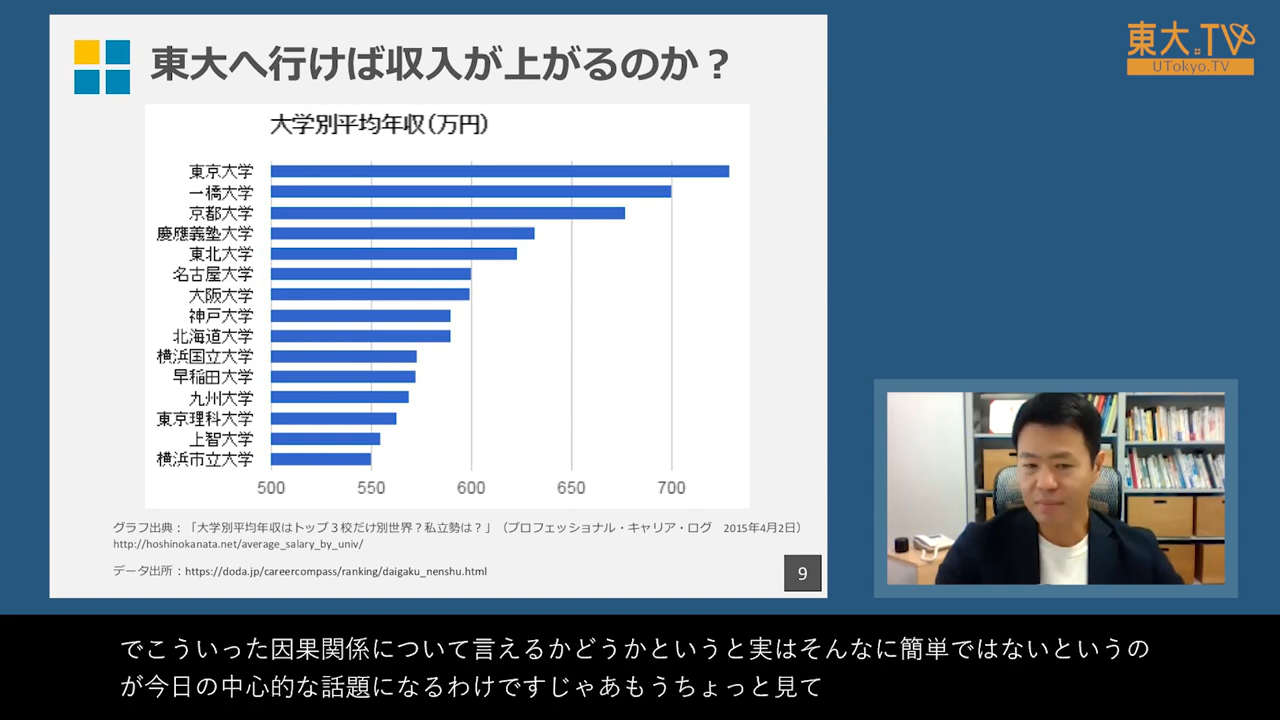 東大へ行けば収入が上がるのか？
東大TV
UTokyo.TV
大学別平均年収(万円)
東京大学
一橋大学
京都大学
慶應義塾大学
東北大学
名古屋大学
大阪大学
神戸大学
北海道大学
横浜国立大学
早稲田大学
九州大学
東京理科大学
上智大学
横浜市立大学
500 550 600 650 700
グラフ出典：「大学別平均年収はトップ３校だけ別世界？私立勢は？」（プロフェッショナル・キャリア・ログ　2015年4月2日）
http://hoshinokanata.net/average_salary_by_univ/
データ出所：https://doda.jp/careercompass/ranking/daigaku_nenshu.html
9
でこういった因果関係について言えるかどうかというと実はそんなに簡単ではないというの
が今日の中心的な話題になるわけですじゃあもうちょっと見て